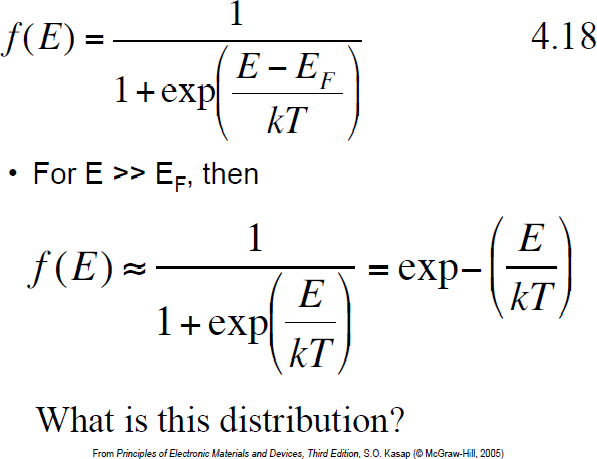 f(E) = 1 / (1 + exp((E − E_F) / kT)) 4.18
• For E >> E_F, then
f(E) ≈ 1 / (1 + exp(E / kT)) = exp−(E / kT)
What is this distribution?
From Principles of Electronic Materials and Devices, Third Edition, S.O. Kasap (© McGraw-Hill, 2005)